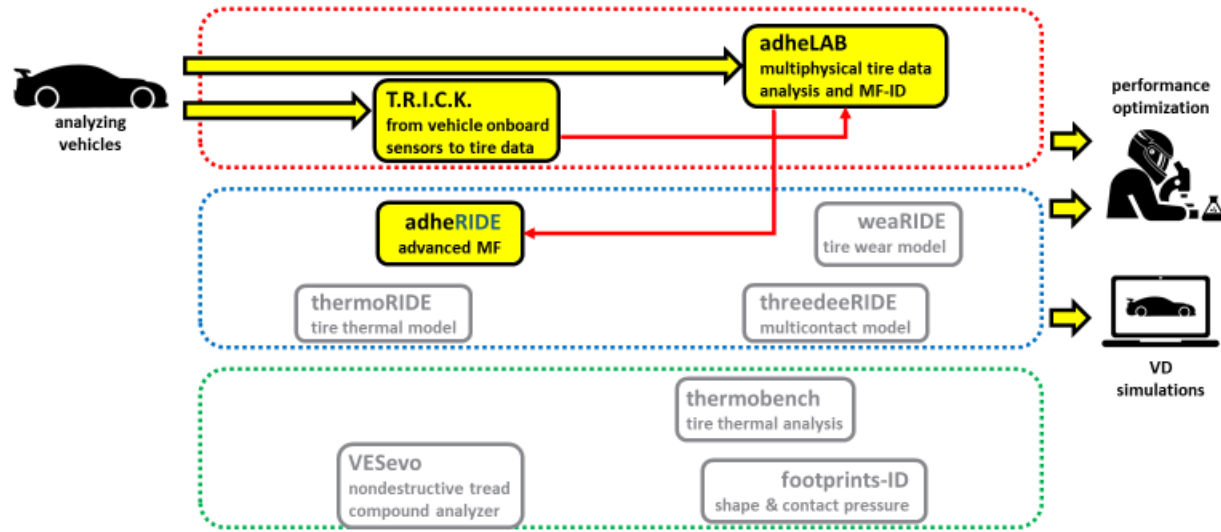 analyzing
vehicles
T.R.I.C.K.
from vehicle onboard
sensors to tire data
adheLAB
multiphysical tire data
analysis and MF-ID
performance
optimization
adheRIDE
advanced MF
weaRIDE
tire wear model
thermoRIDE
tire thermal model
threedeeRIDE
multicontact model
VD
simulations
thermobench
tire thermal analysis
VESevo
nondestructive tread
compound analyzer
footprints-ID
shape & contact pressure